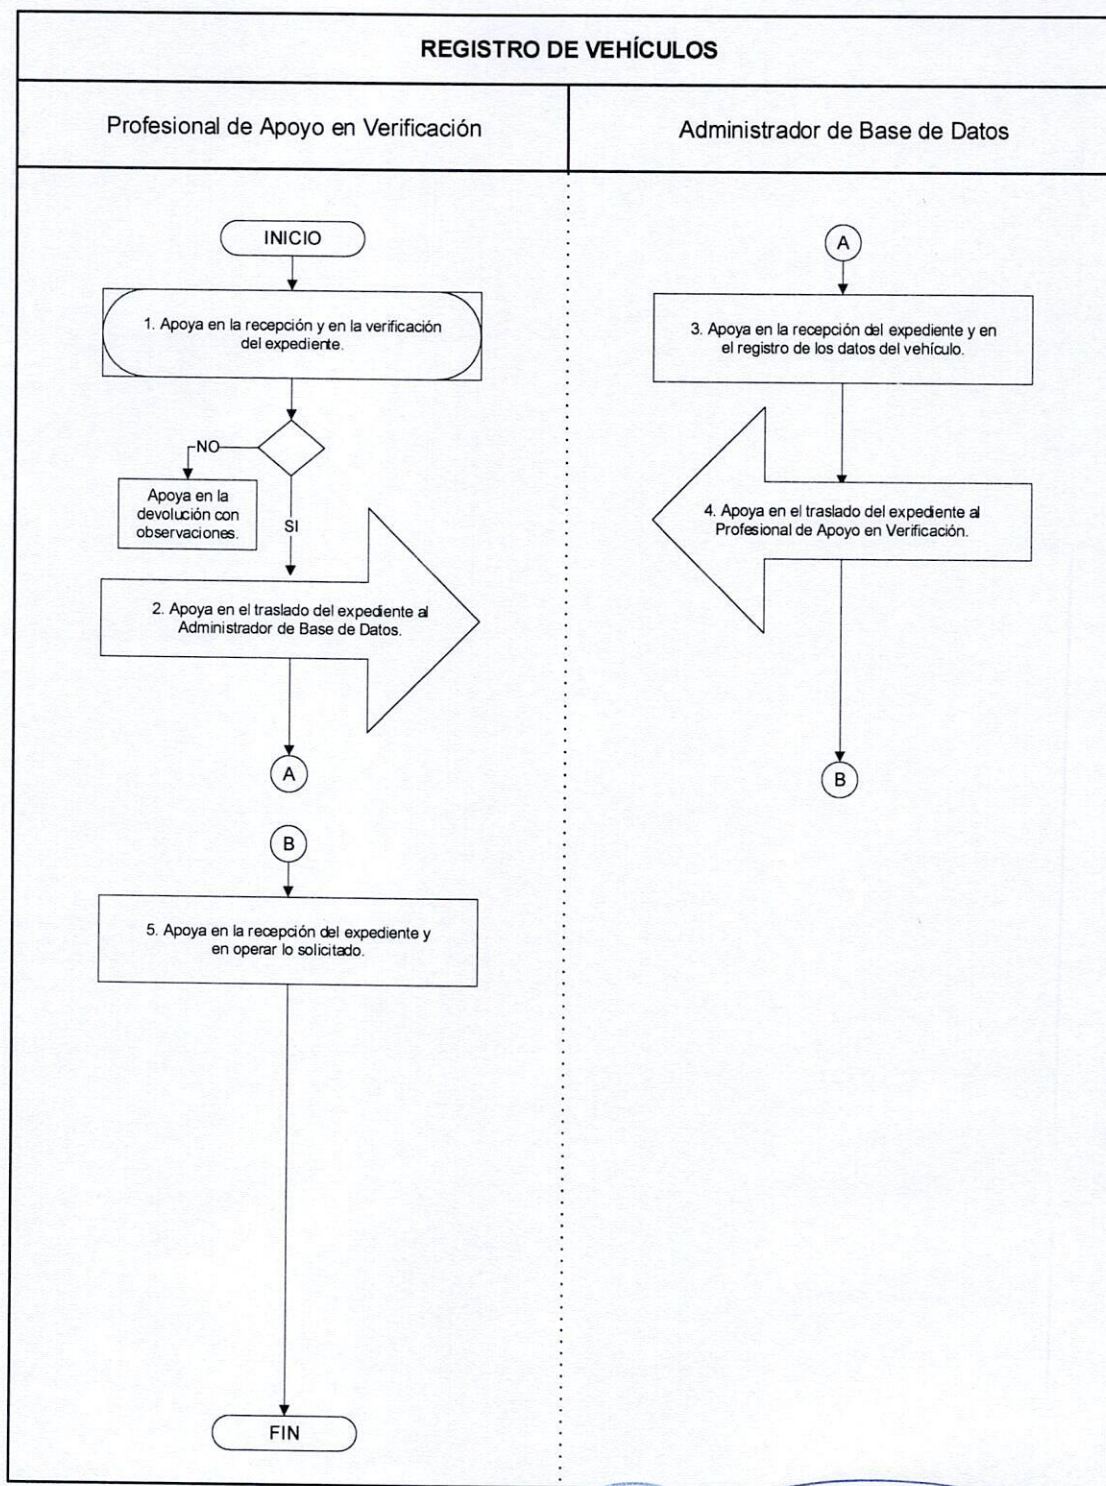 REGISTRO DE VEHÍCULOS
Profesional de Apoyo en Verificación
Administrador de Base de Datos
INICIO
1. Apoya en la recepción y en la verificación
del expediente.
NO
Apoya en la
devolución con
observaciones.
SI
2. Apoya en el traslado del expediente al
Administrador de Base de Datos.
A
B
5. Apoya en la recepción del expediente y
en operar lo solicitado.
FIN
A
3. Apoya en la recepción del expediente y en
el registro de los datos del vehículo.
4. Apoya en el traslado del expediente al
Profesional de Apoyo en Verificación.
B